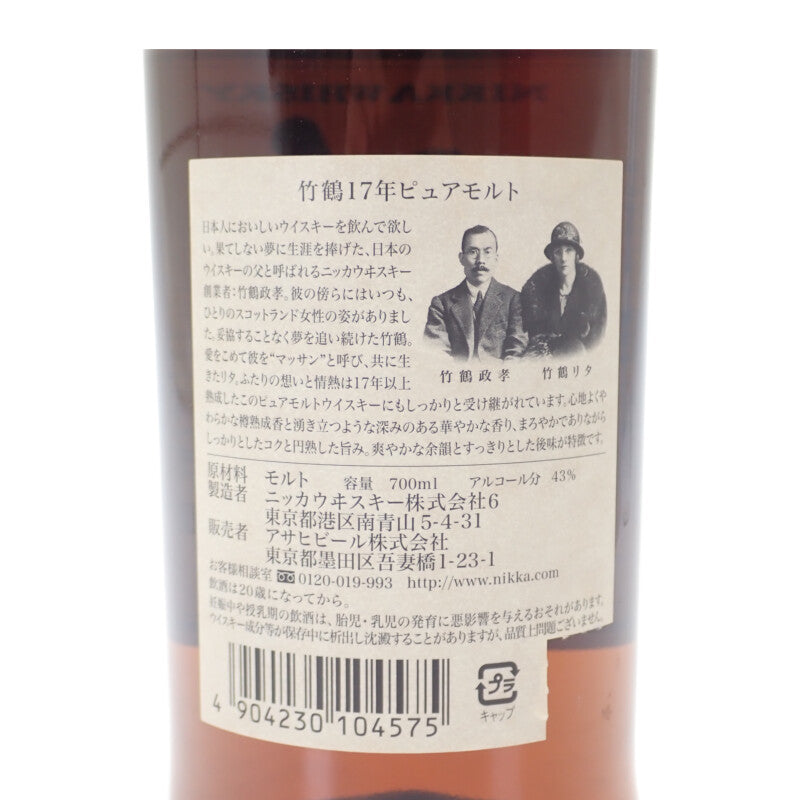 竹鶴17年ピュアモルト
日本人においしいウイスキーを飲んで欲し
い。果てしない夢に生涯を捧げた、日本の
ウイスキーの父と呼ばれるニッカウヰスキー
創業者：竹鶴政孝。彼の傍らにはいつも、
ひとりのスコットランド女性の姿がありまし
た。妥協することなく夢を追い続けた竹鶴。
愛をこめて彼を“マッサン”と呼び、共に生
きたリタ。ふたりの想いと情熱は17年以上
熟成したこのピュアモルトウイスキーにもしっかりと受け継がれています。心地よくや
わらかな樽熟成香と湧き立つような深みのある華やかな香り、まろやかでありながら
しっかりとしたコクと円熟した旨み。爽やかな余韻とすっきりとした後味が特徴です。
竹鶴政孝 竹鶴リタ
原材料 モルト 容量 700ml アルコール分 43%
製造者 ニッカウヰスキー株式会社6
東京都港区南青山5-4-31
販売者 アサヒビール株式会社
東京都墨田区吾妻橋1-23-1
お客様相談室 0120-019-993 http://www.nikka.com
飲酒は20歳になってから。
妊娠中や授乳期の飲酒は、胎児・乳児の発育に悪影響を与えるおそれがあります。
ウイスキー成分等が保存中に析出し沈澱することがありますが、品質上問題ございません。
4 904230 104575
プラ
キャップ